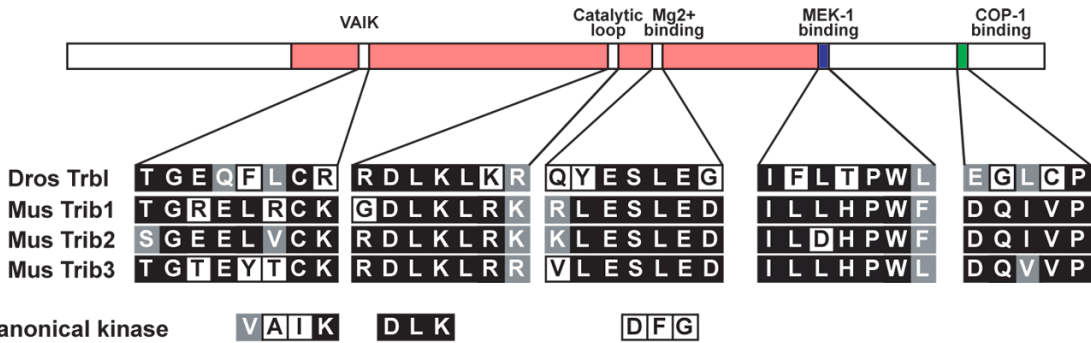 VAIK
Catalytic loop
Mg2+ binding
MEK-1 binding
COP-1 binding
Dros Trbl TGEQFLCR RDLKLKR QYESLEG IFLTPWL EGLCP
Mus Trib1 TGRELRCK GDLKLRK RLESLED ILLHPWF DQIVP
Mus Trib2 SGEELVCK RDLKLRK KLESLED ILDHPWF DQIVP
Mus Trib3 TGTEYTCK RDLKLRR VLESLED ILLHPWL DQVVP
anonical kinase VAIK DLK DFG